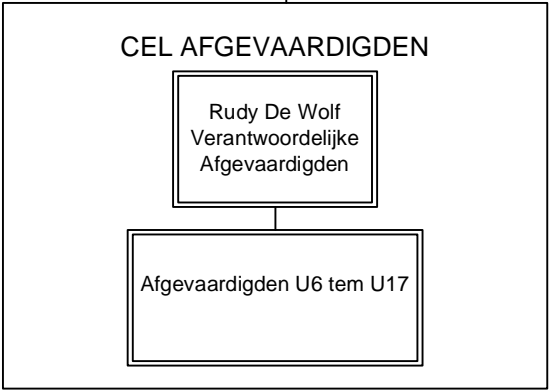 CEL AFGEVAARDIGDEN
Rudy De Wolf
Verantwoordelijke
Afgevaardigden
Afgevaardigden U6 tem U17